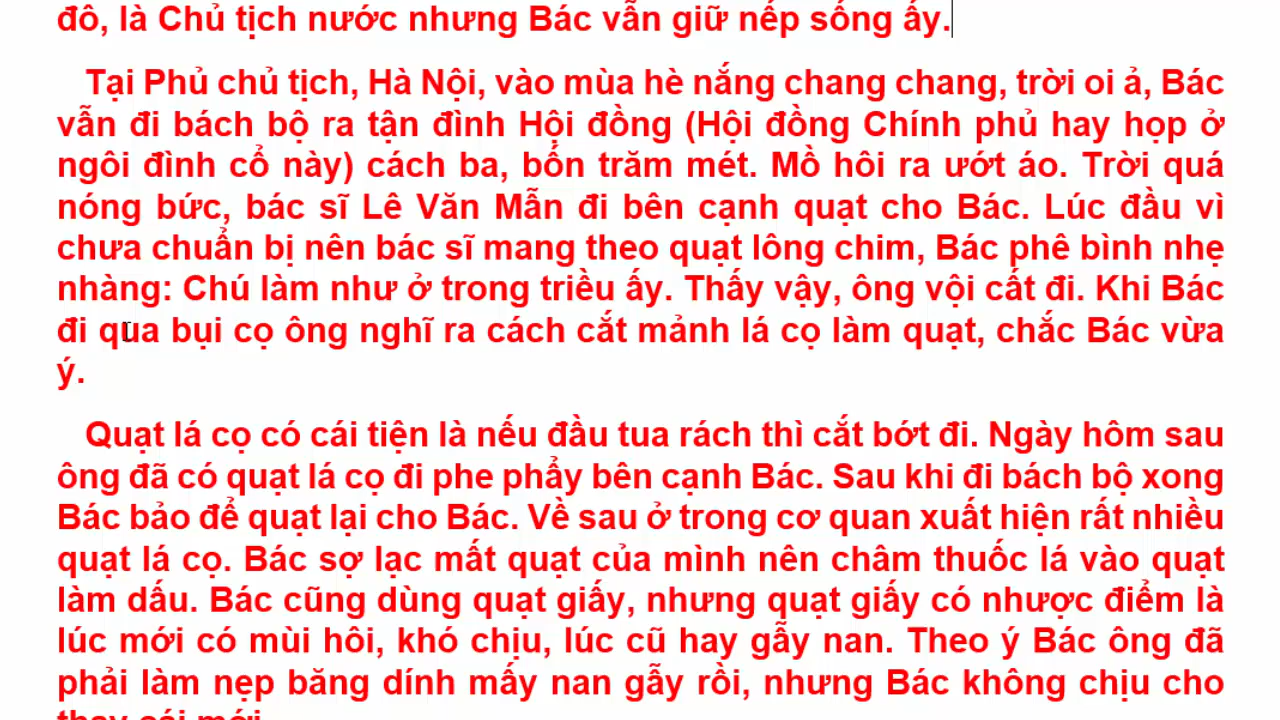 đô, là Chủ tịch nước nhưng Bác vẫn giữ nếp sống ấy.
Tại Phủ chủ tịch, Hà Nội, vào mùa hè nắng chang chang, trời oi ả, Bác
vẫn đi bách bộ ra tận đình Hội đồng (Hội đồng Chính phủ hay họp ở
ngôi đình cổ này) cách ba, bốn trăm mét. Mồ hôi ra ướt áo. Trời quá
nóng bức, bác sĩ Lê Văn Mẫn đi bên cạnh quạt cho Bác. Lúc đầu vì
chưa chuẩn bị nên bác sĩ mang theo quạt lông chim, Bác phê bình nhẹ
nhàng: Chú làm như ở trong triều ấy. Thấy vậy, ông vội cất đi. Khi Bác
đi qua bụi cọ ông nghĩ ra cách cắt mảnh lá cọ làm quạt, chắc Bác vừa
ý.
Quạt lá cọ có cái tiện là nếu đầu tua rách thì cắt bớt đi. Ngày hôm sau
ông đã có quạt lá cọ đi phe phẩy bên cạnh Bác. Sau khi đi bách bộ xong
Bác bảo để quạt lại cho Bác. Về sau ở trong cơ quan xuất hiện rất nhiều
quạt lá cọ. Bác sợ lạc mất quạt của mình nên châm thuốc lá vào quạt
làm dấu. Bác cũng dùng quạt giấy, nhưng quạt giấy có nhược điểm là
lúc mới có mùi hôi, khó chịu, lúc cũ hay gẫy nan. Theo ý Bác ông đã
phải làm nẹp băng dính mấy nan gẫy rồi, nhưng Bác không chịu cho
thay cái mới